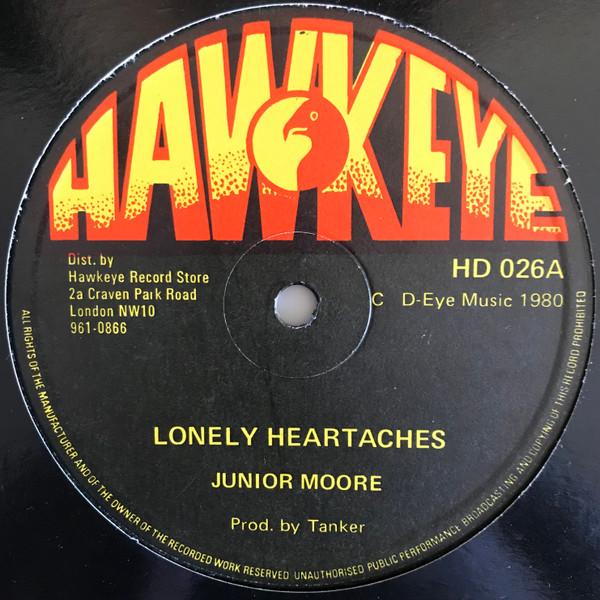 HAWKEYE
Dist. by
Hawkeye Record Store
2a Craven Park Road
London NW10
961-0866
HD 026A
C D-Eye Music 1980
LONELY HEARTACHES
JUNIOR MOORE
Prod. by Tanker
ALL RIGHTS OF THE MANUFACTURER AND OF THE OWNER OF THE RECORDED WORK RESERVED UNAUTHORISED PUBLIC PERFORMANCE BROADCASTING AND COPYING OF THIS RECORD PROHIBITED